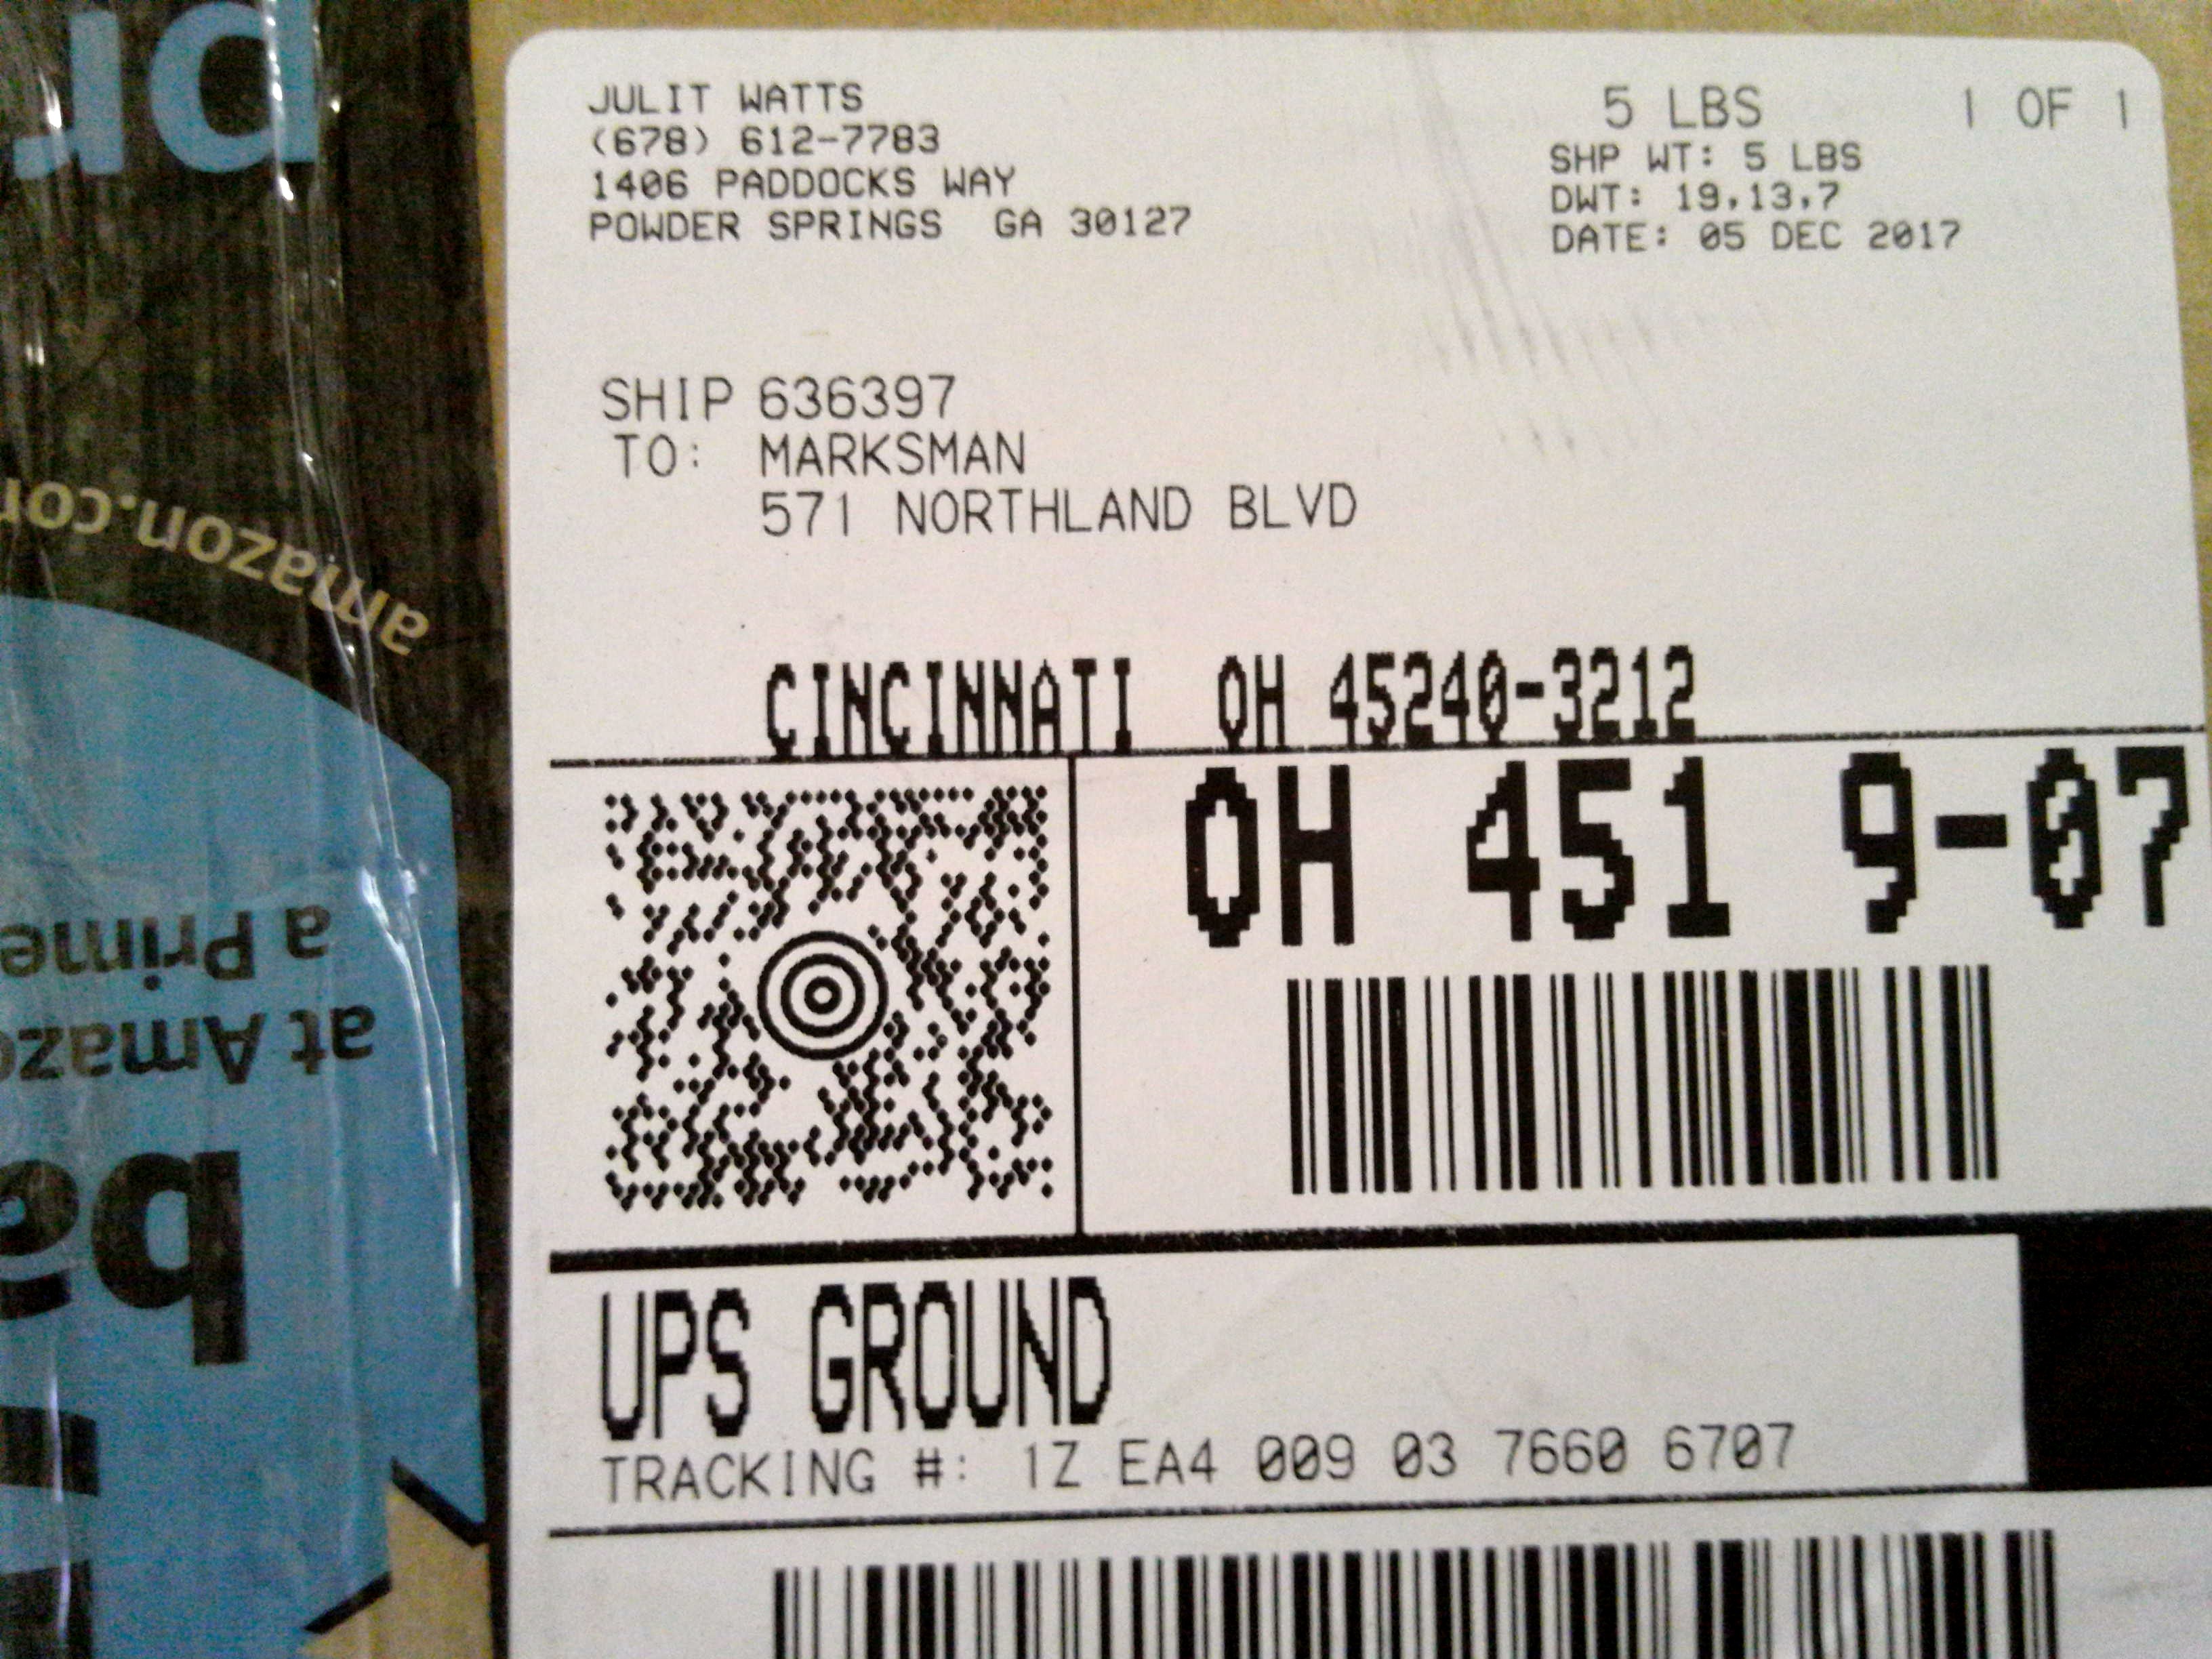 JULIT WATTS
(678) 612-7783
1406 PADDOCKS WAY
POWDER SPRINGS GA 30127
5 LBS 1 OF 1
SHP WT: 5 LBS
DWT: 19,13,7
DATE: 05 DEC 2017
SHIP 636397
TO: MARKSMAN
571 NORTHLAND BLVD
CINCINNATI OH 45240-3212
OH 451 9-07
UPS GROUND
TRACKING #: 1Z EA4 009 03 7660 6707
amazon.co
a Prime
at Amazo
ba
pr